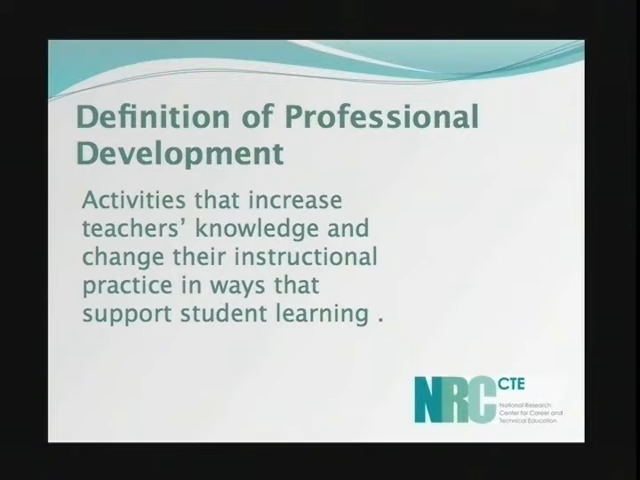 Definition of Professional
Development
Activities that increase
teachers’ knowledge and
change their instructional
practice in ways that
support student learning .
NRC CTE
National Research
Center for Career and
Technical Education